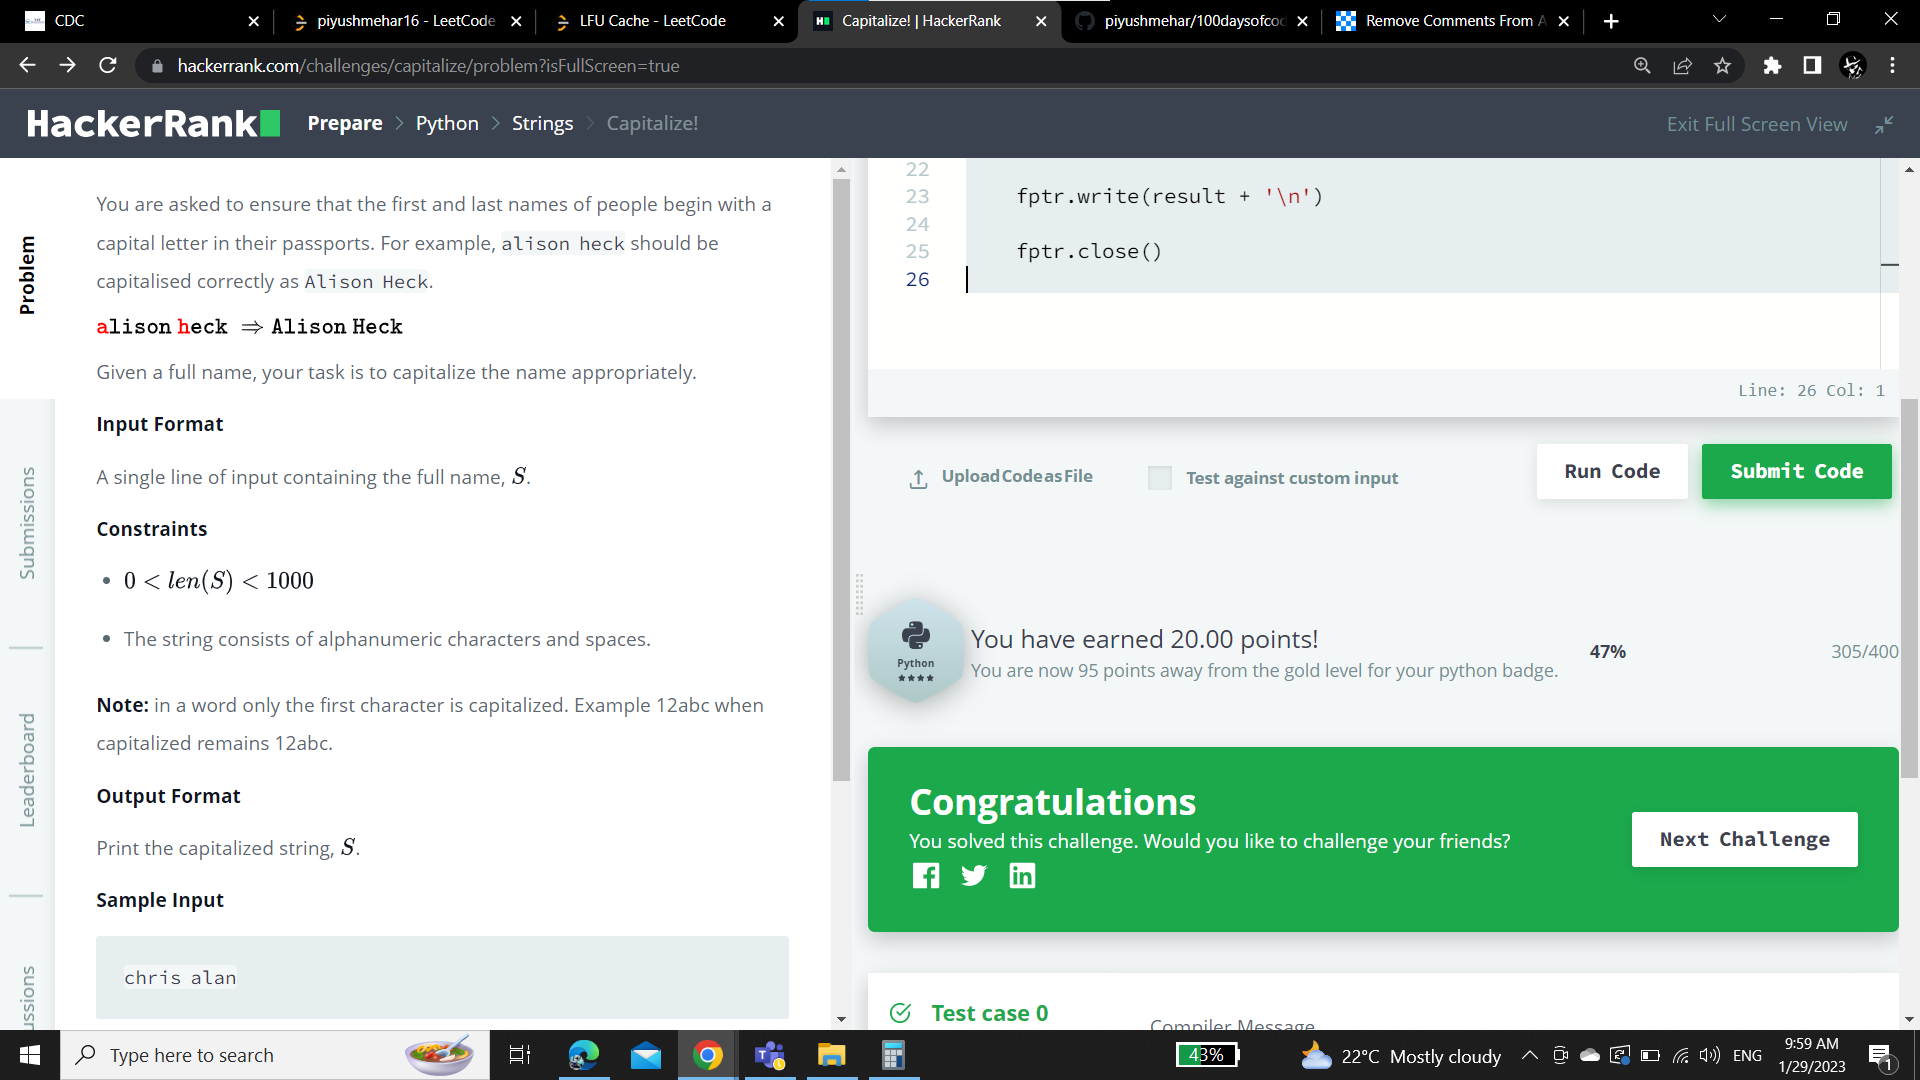 CDC
piyushmehar16 - LeetCode
LFU Cache - LeetCode
Capitalize! | HackerRank
piyushmehar/100daysofcod
Remove Comments From A
hackerrank.com/challenges/capitalize/problem?isFullScreen=true
HackerRank
Prepare > Python > Strings > Capitalize!
Exit Full Screen View
Problem
Submissions
Leaderboard
ussions
You are asked to ensure that the first and last names of people begin with a
capital letter in their passports. For example, alison heck should be
capitalised correctly as Alison Heck.
alison heck ⇒ Alison Heck
Given a full name, your task is to capitalize the name appropriately.
Input Format
A single line of input containing the full name, S.
Constraints
• 0 < len(S) < 1000
• The string consists of alphanumeric characters and spaces.
Note: in a word only the first character is capitalized. Example 12abc when
capitalized remains 12abc.
Output Format
Print the capitalized string, S.
Sample Input
chris alan
22
23 fptr.write(result + '\n')
24
25 fptr.close()
26
Line: 26 Col: 1
Upload Code as File
Test against custom input
Run Code
Submit Code
Python
★★★★
You have earned 20.00 points!
You are now 95 points away from the gold level for your python badge.
47%
305/400
Congratulations
You solved this challenge. Would you like to challenge your friends?
Next Challenge
Test case 0
Compiler Message
Type here to search
43%
22°C Mostly cloudy
ENG
9:59 AM
1/29/2023
1